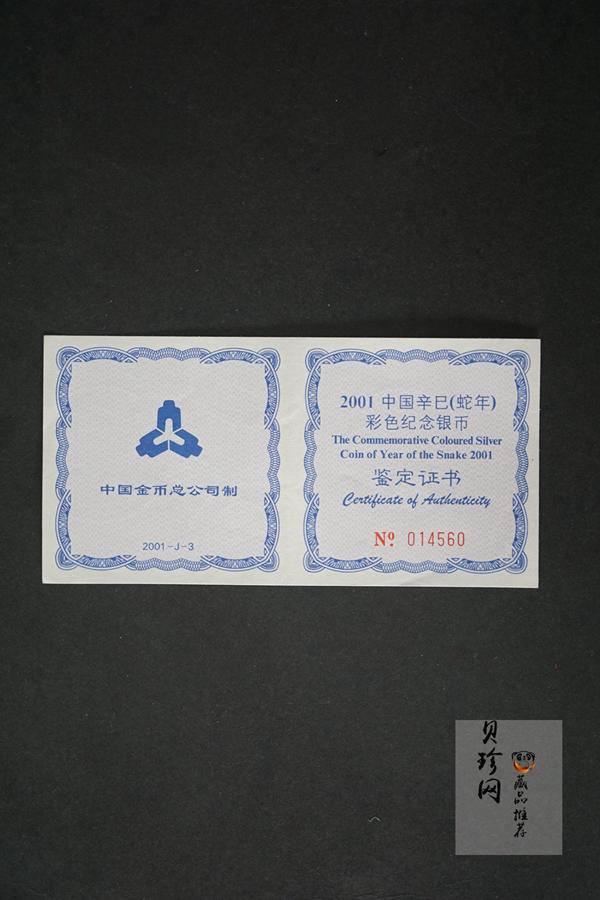 中国金币总公司制
2001-J-3
2001 中国辛巳(蛇年)
彩色纪念银币
The Commemorative Coloured Silver
Coin of Year of the Snake 2001
鉴定证书
Certificate of Authenticity
Nº 014560
贝珍网
藏品推荐